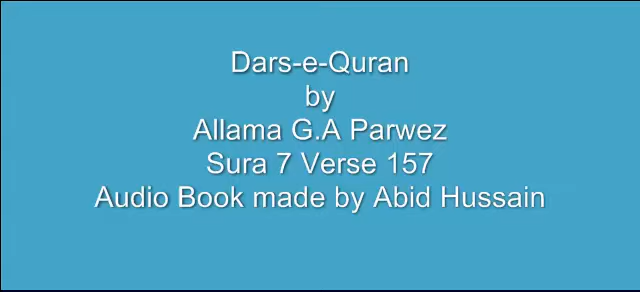 Dars-e-Quran
by
Allama G.A Parwez
Sura 7 Verse 157
Audio Book made by Abid Hussain